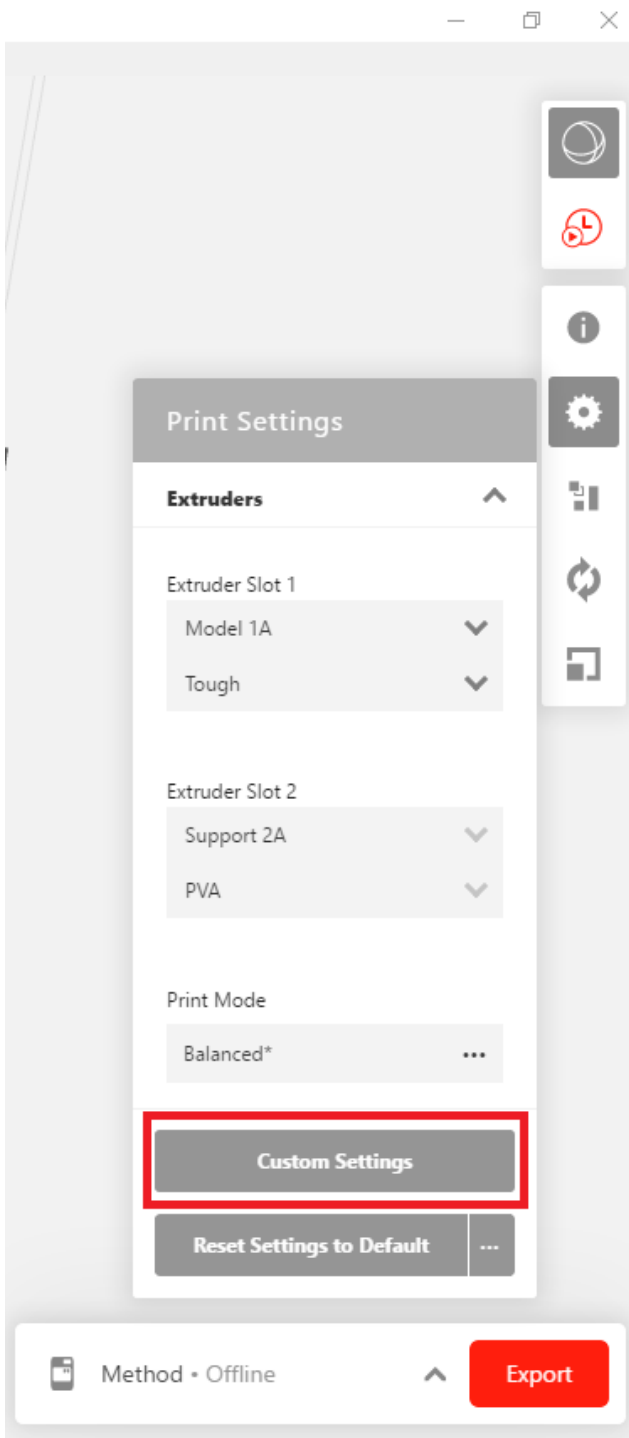 Print Settings
Extruders
Extruder Slot 1
Model 1A
Tough
Extruder Slot 2
Support 2A
PVA
Print Mode
Balanced*
Custom Settings
Reset Settings to Default
Method • Offline
Export